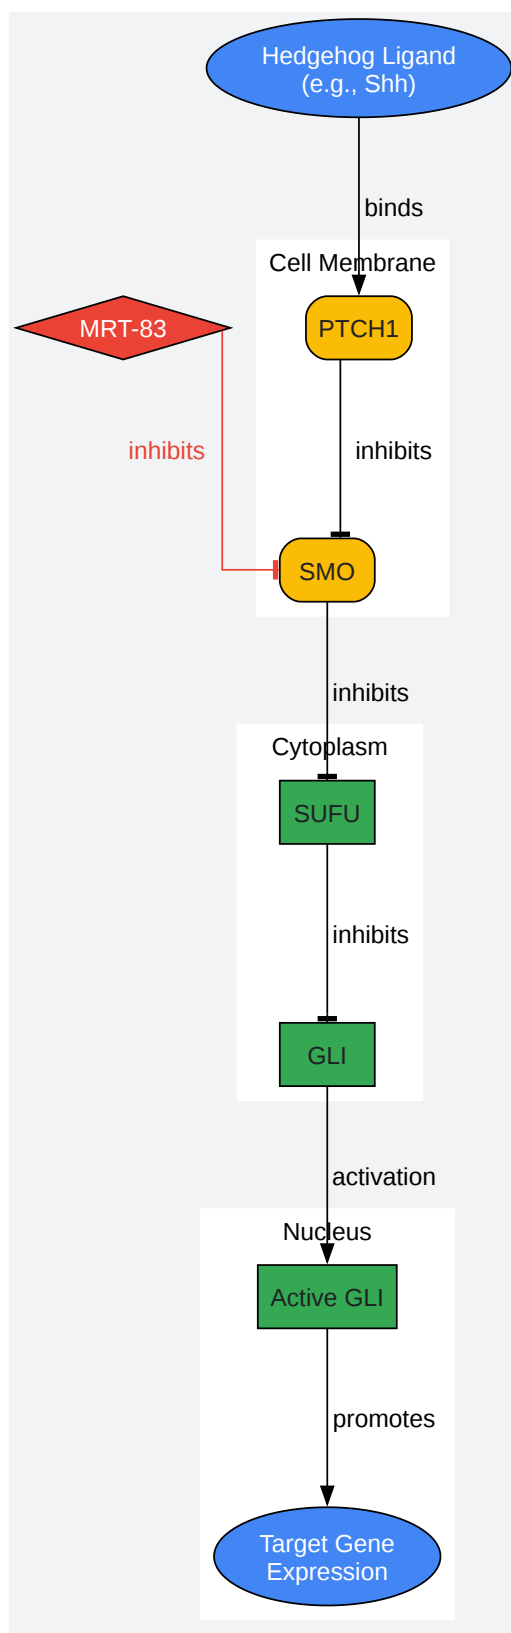 Hedgehog Ligand
(e.g., Shh)
binds
Cell Membrane
MRT-83
PTCH1
inhibits
inhibits
SMO
inhibits
Cytoplasm
SUFU
inhibits
GLI
activation
Nucleus
Active GLI
promotes
Target Gene
Expression